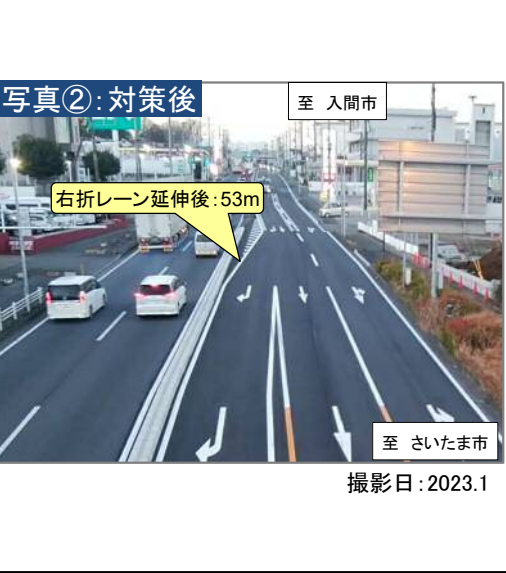 写真②:対策後
至 入間市
右折レーン延伸後:53m
至 さいたま市
撮影日:2023.1